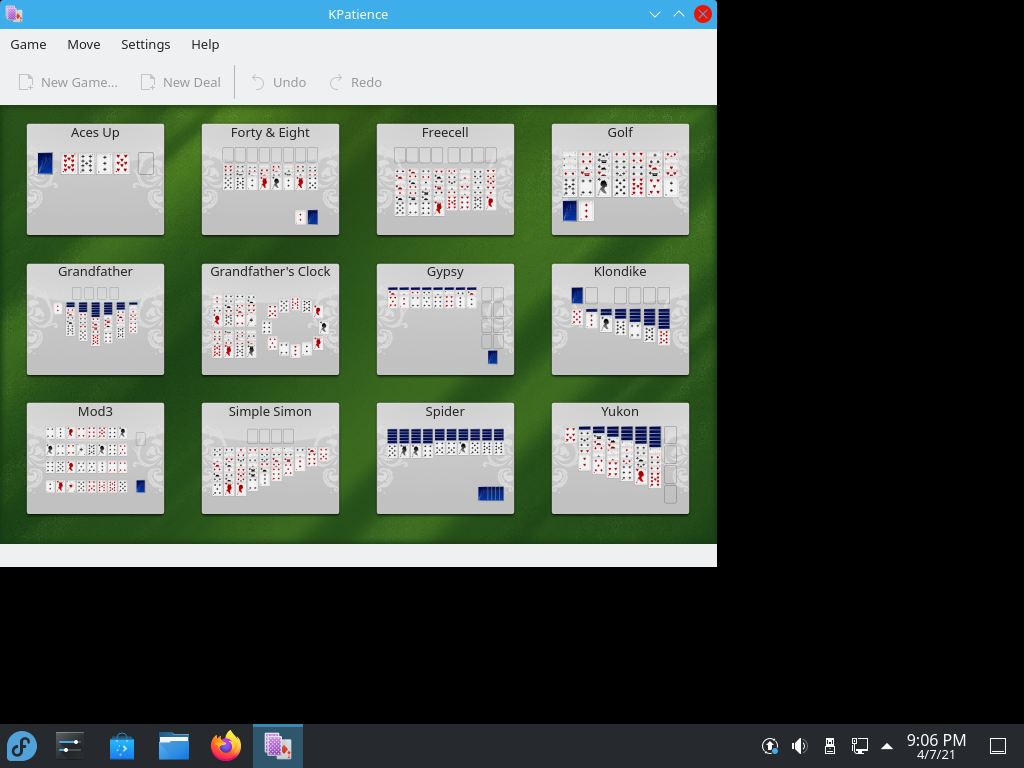 KPatience
Game Move Settings Help
New Game... New Deal Undo Redo
Aces Up Forty & Eight Freecell Golf
Grandfather Grandfather's Clock Gypsy Klondike
Mod3 Simple Simon Spider Yukon
9:06 PM
4/7/21